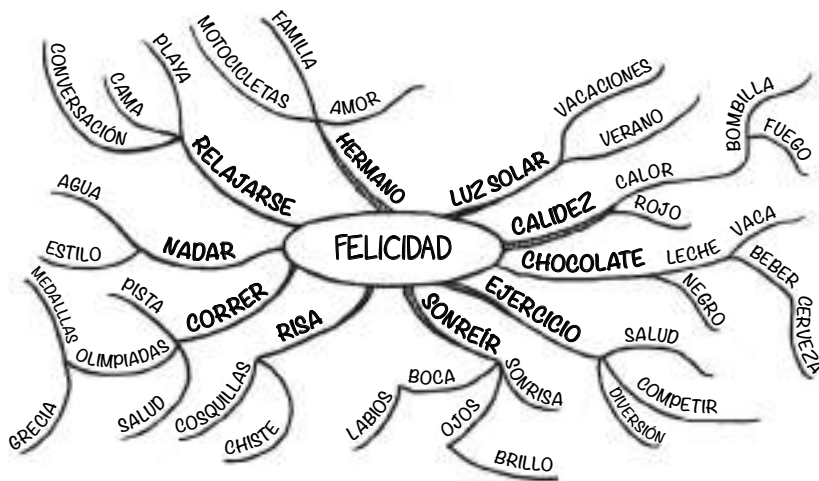 FELICIDAD
HERMANO
MOTOCICLETAS
FAMILIA
AMOR
LUZ SOLAR
VACACIONES
VERANO
CALIDEZ
CALOR
BOMBILLA
FUEGO
ROJO
CHOCOLATE
LECHE
VACA
BEBER
CERVEZA
NEGRO
EJERCICIO
SALUD
COMPETIR
DIVERSIÓN
SONREÍR
SONRISA
BOCA
LABIOS
OJOS
BRILLO
RISA
COSQUILLAS
CHISTE
CORRER
PISTA
OLIMPIADAS
MEDALLLAS
GRECIA
SALUD
NADAR
AGUA
ESTILO
RELAJARSE
CONVERSACIÓN
CAMA
PLAYA